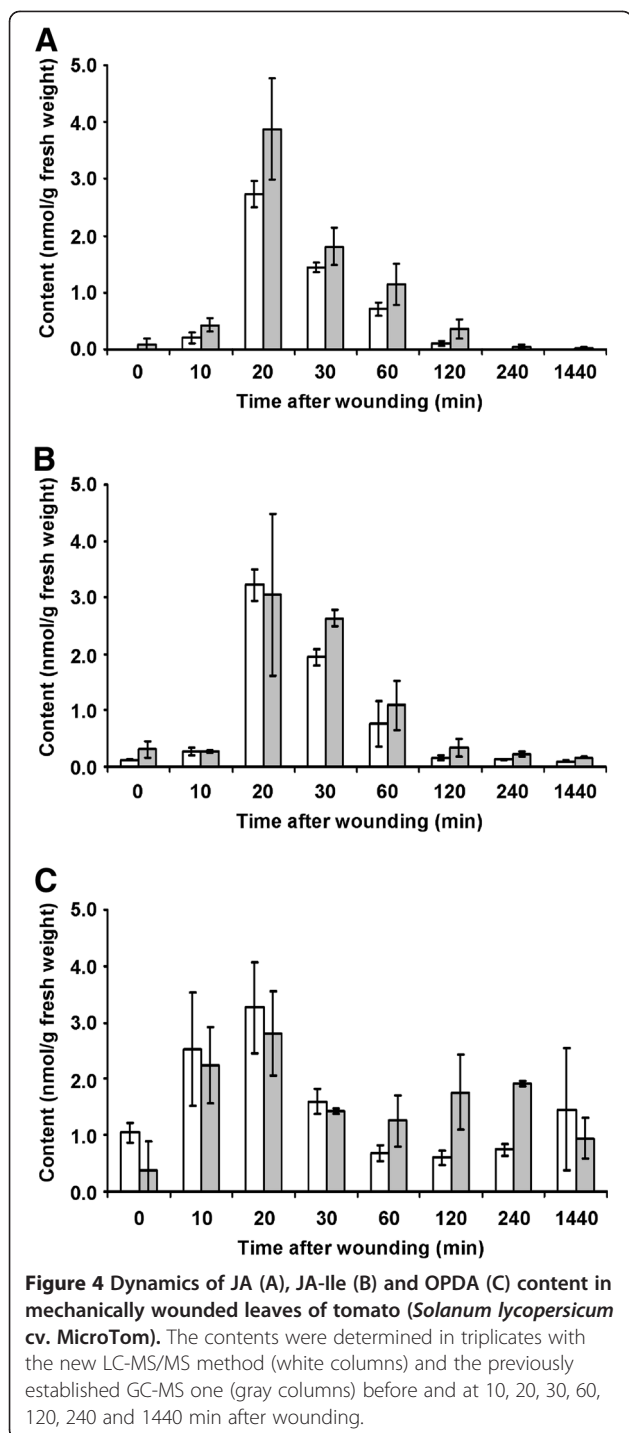 A
Content (nmol/g fresh weight)
5.0
4.0
3.0
2.0
1.0
0.0
0 10 20 30 60 120 240 1440
Time after wounding (min)
B
Content (nmol/g fresh weight)
5.0
4.0
3.0
2.0
1.0
0.0
0 10 20 30 60 120 240 1440
Time after wounding (min)
C
Content (nmol/g fresh weight)
5.0
4.0
3.0
2.0
1.0
0.0
0 10 20 30 60 120 240 1440
Time after wounding (min)
Figure 4 Dynamics of JA (A), JA-Ile (B) and OPDA (C) content in
mechanically wounded leaves of tomato (Solanum lycopersicum
cv. MicroTom). The contents were determined in triplicates with
the new LC-MS/MS method (white columns) and the previously
established GC-MS one (gray columns) before and at 10, 20, 30, 60,
120, 240 and 1440 min after wounding.